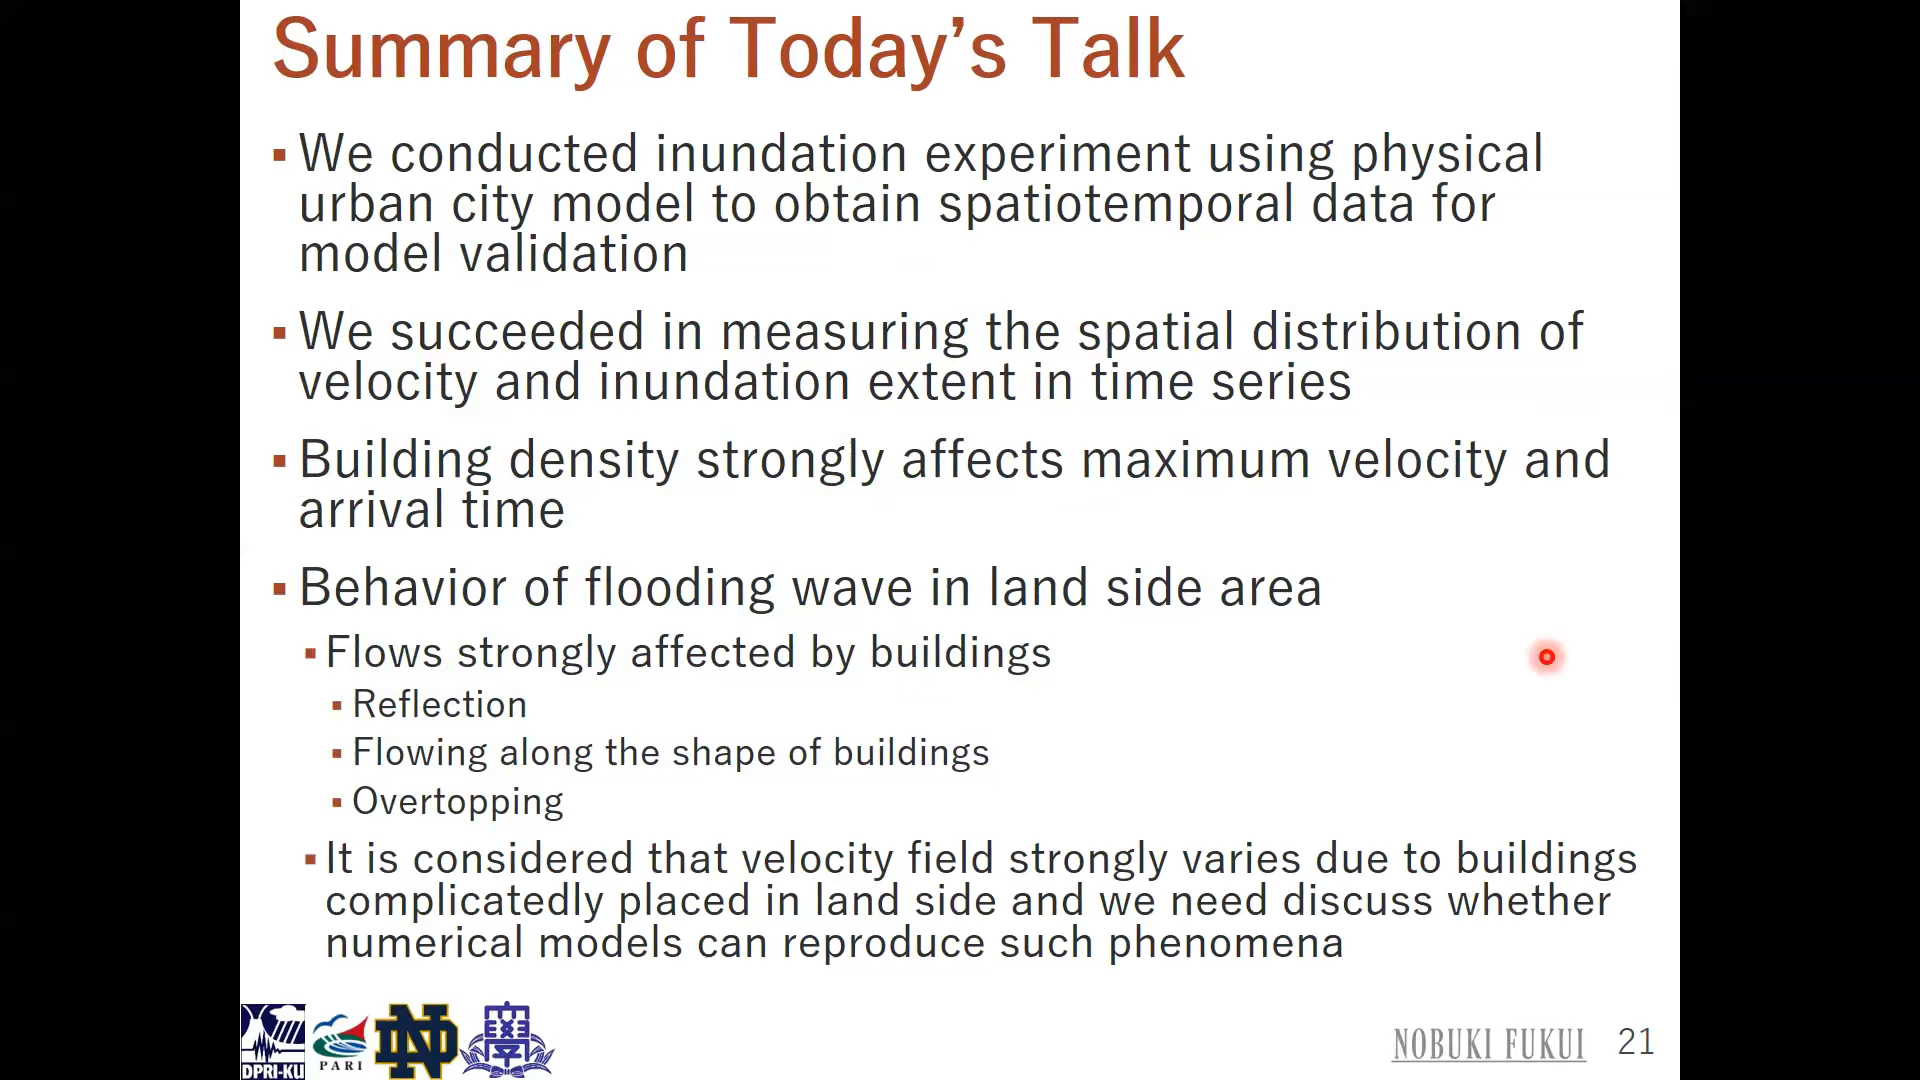 Summary of Today’s Talk
▪ We conducted inundation experiment using physical
urban city model to obtain spatiotemporal data for
model validation
▪ We succeeded in measuring the spatial distribution of
velocity and inundation extent in time series
▪ Building density strongly affects maximum velocity and
arrival time
▪ Behavior of flooding wave in land side area
▪ Flows strongly affected by buildings
▪ Reflection
▪ Flowing along the shape of buildings
▪ Overtopping
▪ It is considered that velocity field strongly varies due to buildings
complicatedly placed in land side and we need discuss whether
numerical models can reproduce such phenomena
DPRI-KU
PARI
ND
NOBUKI FUKUI
21